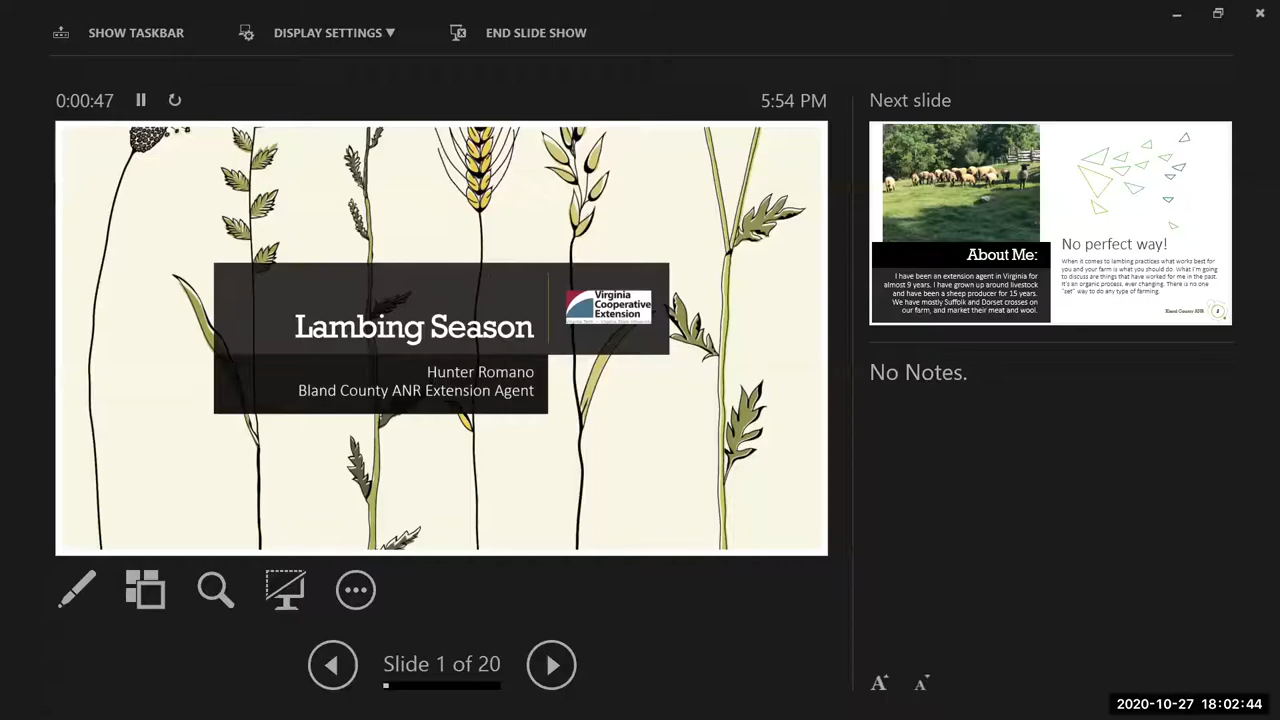 SHOW TASKBAR
DISPLAY SETTINGS ▼
END SLIDE SHOW
0:00:47
5:54 PM
Next slide
Lambing Season
Virginia
Cooperative
Extension
Hunter Romano
Bland County ANR Extension Agent
About Me:
I have been an extension agent in Virginia for
almost 9 years. I have grown up around livestock
and have been a sheep producer for 15 years.
We have mostly Suffolk and Dorset crosses on
our farm, and market their meat and wool.
No perfect way!
When it comes to lambing practices what works best for
you and your farm is what you should do. What I'm going
to discuss are things that have worked for me in the past.
It's an organic process, ever changing. There is no one
"set" way to do any type of farming.
Bland County ANR
2
No Notes.
Slide 1 of 20
A
A
2020-10-27 18:02:44